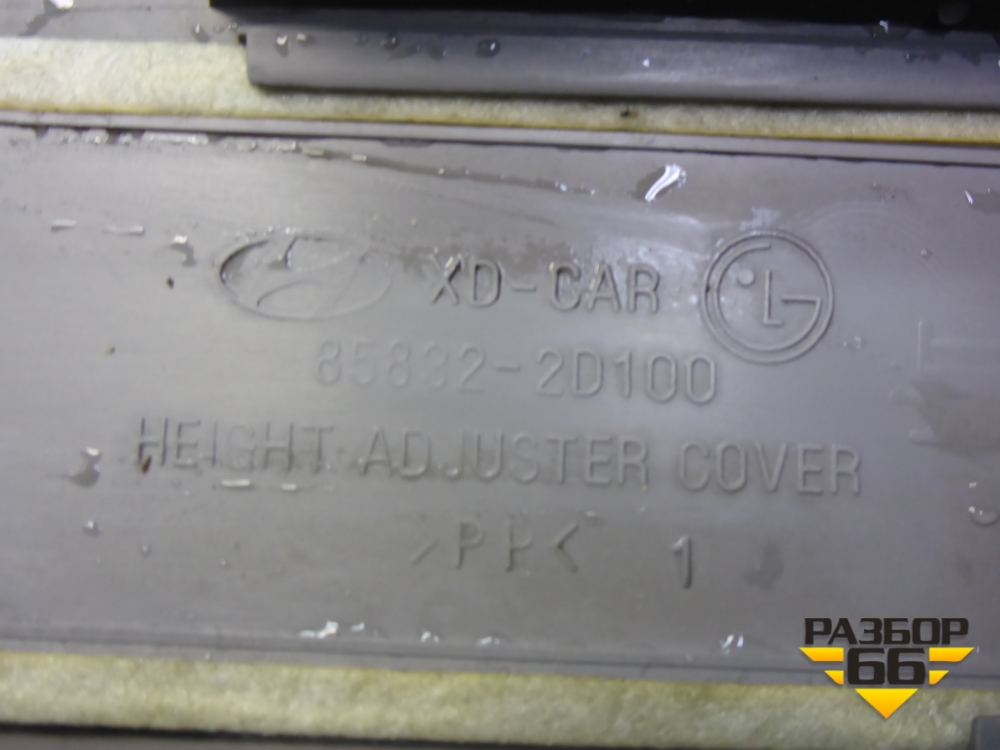 XD-CAR
85832-2D100
HEIGHT ADJUSTER COVER
>PP< 1
РАЗБОР
66